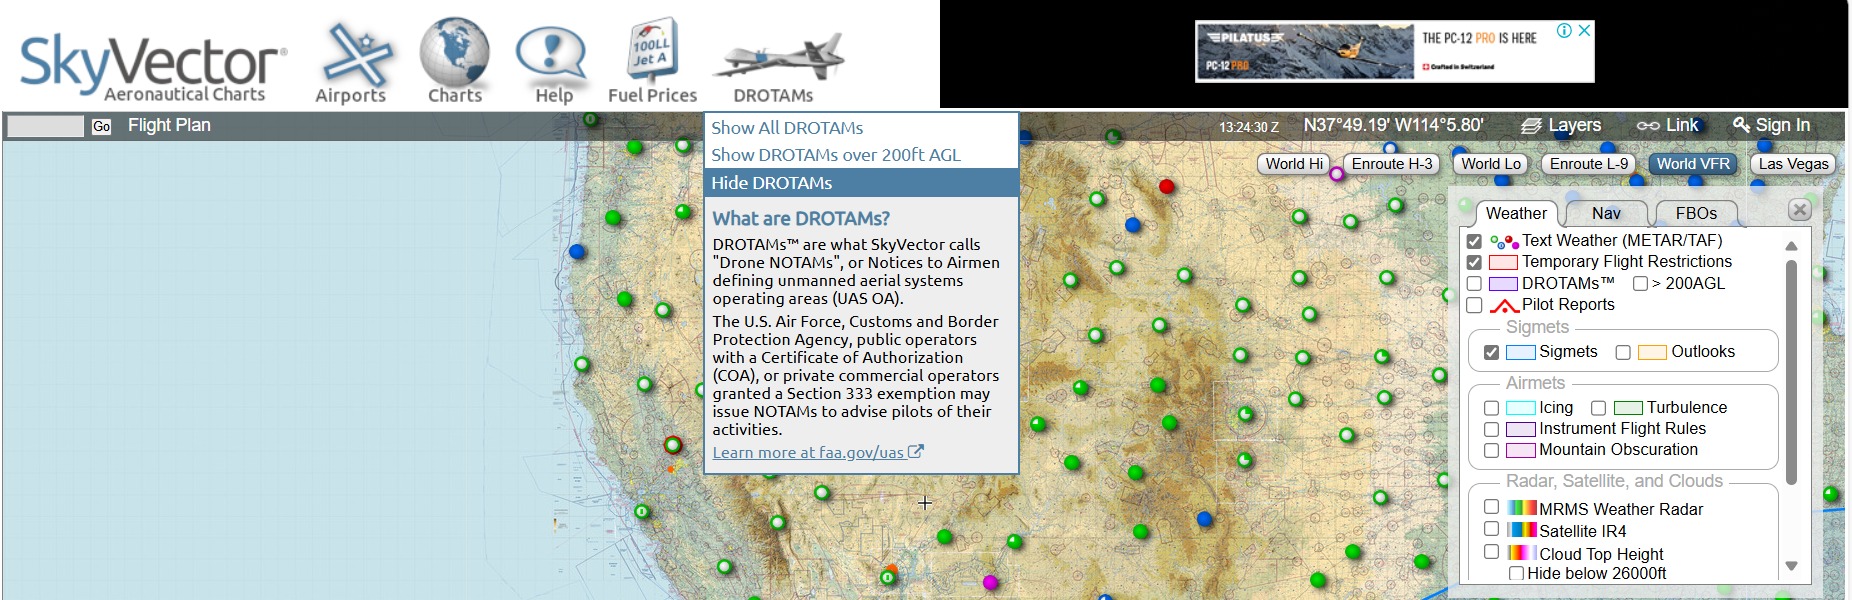 SkyVector®
Aeronautical Charts
Airports
Charts
Help
100LL
Jet A
Fuel Prices
DROTAMs
PILATUS
PC-12 PRO
THE PC-12 PRO IS HERE
Crafted in Switzerland
Go
Flight Plan
13:24:30 Z
N37°49.19' W114°5.80'
Layers
Link
Sign In
Show All DROTAMs
Show DROTAMs over 200ft AGL
Hide DROTAMs
What are DROTAMs?
DROTAMs™ are what SkyVector calls
"Drone NOTAMs", or Notices to Airmen
defining unmanned aerial systems
operating areas (UAS OA).
The U.S. Air Force, Customs and Border
Protection Agency, public operators
with a Certificate of Authorization
(COA), or private commercial operators
granted a Section 333 exemption may
issue NOTAMs to advise pilots of their
activities.
Learn more at faa.gov/uas
World Hi
Enroute H-3
World Lo
Enroute L-9
World VFR
Las Vegas
Weather
Nav
FBOs
Text Weather (METAR/TAF)
Temporary Flight Restrictions
DROTAMs™ > 200AGL
Pilot Reports
Sigmets
Sigmets Outlooks
Airmets
Icing Turbulence
Instrument Flight Rules
Mountain Obscuration
Radar, Satellite, and Clouds
MRMS Weather Radar
Satellite IR4
Cloud Top Height
Hide below 26000ft